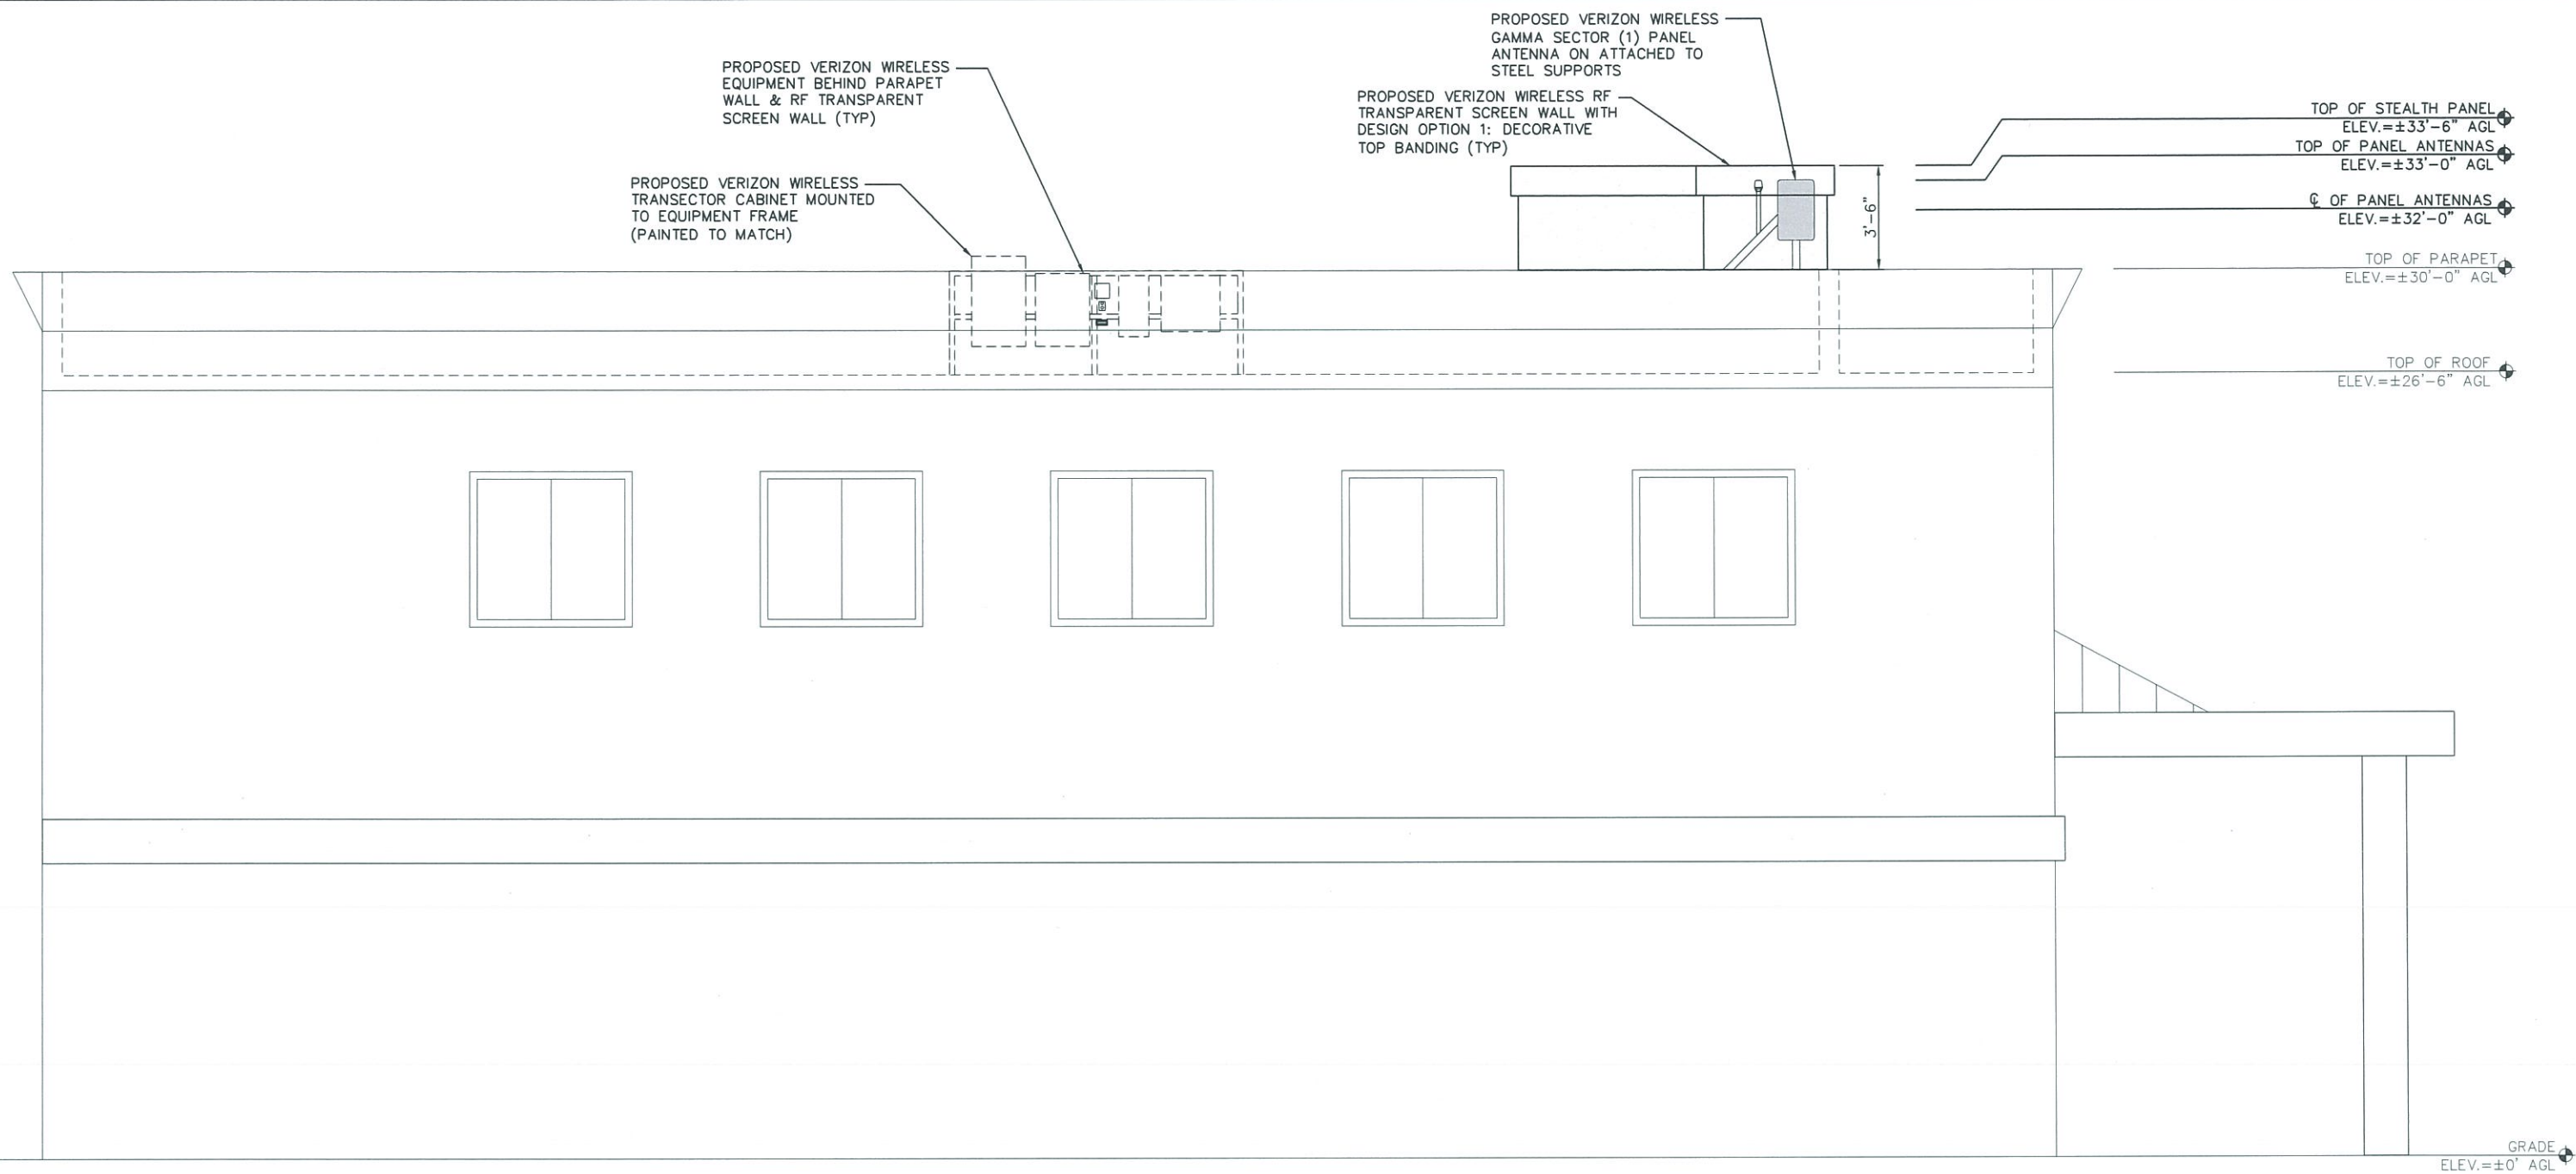 PROPOSED VERIZON WIRELESS
GAMMA SECTOR (1) PANEL
ANTENNA ON ATTACHED TO
STEEL SUPPORTS
PROPOSED VERIZON WIRELESS
EQUIPMENT BEHIND PARAPET
WALL & RF TRANSPARENT
SCREEN WALL (TYP)
PROPOSED VERIZON WIRELESS RF
TRANSPARENT SCREEN WALL WITH
DESIGN OPTION 1: DECORATIVE
TOP BANDING (TYP)
PROPOSED VERIZON WIRELESS
TRANSECTOR CABINET MOUNTED
TO EQUIPMENT FRAME
(PAINTED TO MATCH)
3'-6"
TOP OF STEALTH PANEL
ELEV.=±33'-6" AGL
TOP OF PANEL ANTENNAS
ELEV.=±33'-0" AGL
℄ OF PANEL ANTENNAS
ELEV.=±32'-0" AGL
TOP OF PARAPET
ELEV.=±30'-0" AGL
TOP OF ROOF
ELEV.=±26'-6" AGL
GRADE
ELEV.=±0' AGL